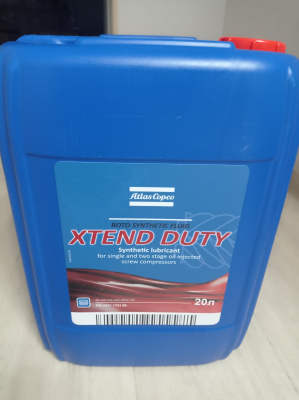 Atlas Copco
ROTO SYNTHETIC FLUID
XTEND DUTY
Synthetic lubricant
for single and two stage oil injected
screw compressors
20л